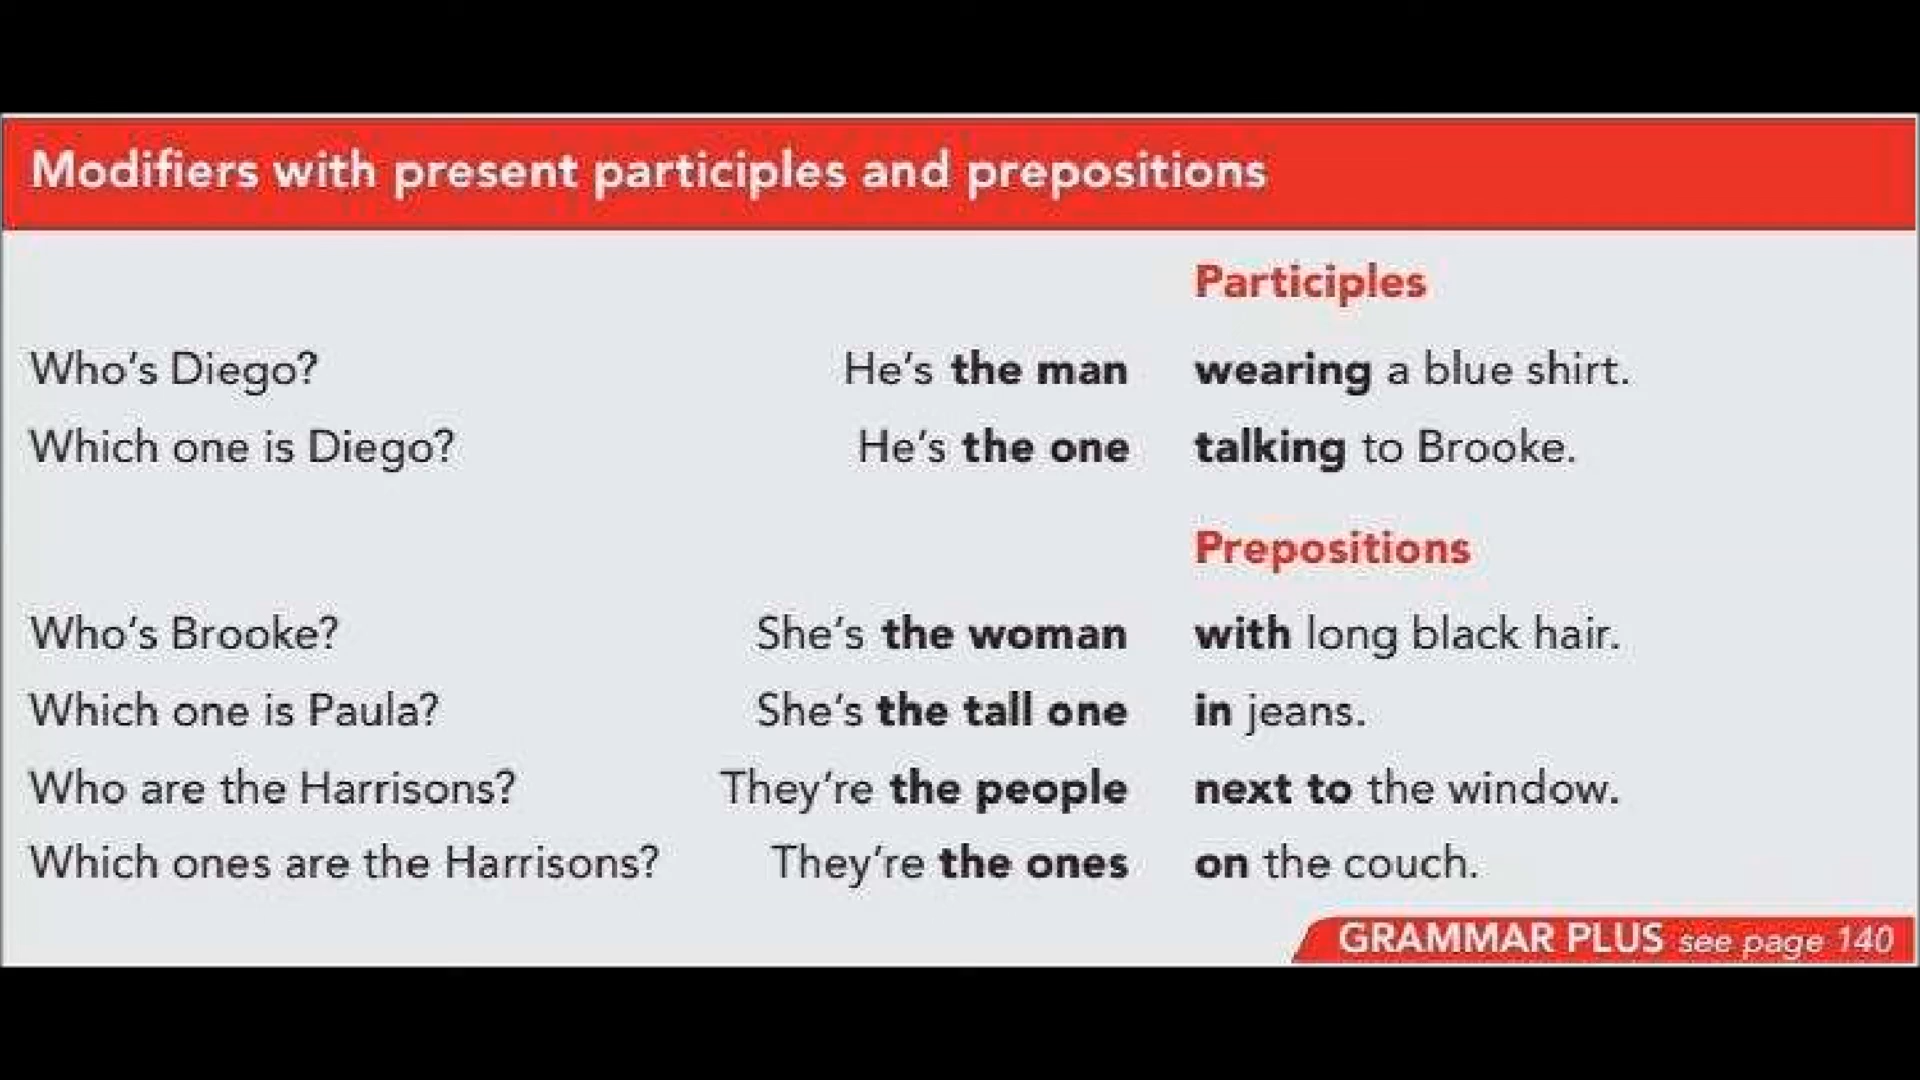 Modifiers with present participles and prepositions
Participles
Who's Diego? He's the man wearing a blue shirt.
Which one is Diego? He's the one talking to Brooke.
Prepositions
Who's Brooke? She's the woman with long black hair.
Which one is Paula? She's the tall one in jeans.
Who are the Harrisons? They're the people next to the window.
Which ones are the Harrisons? They're the ones on the couch.
GRAMMAR PLUS see page 140